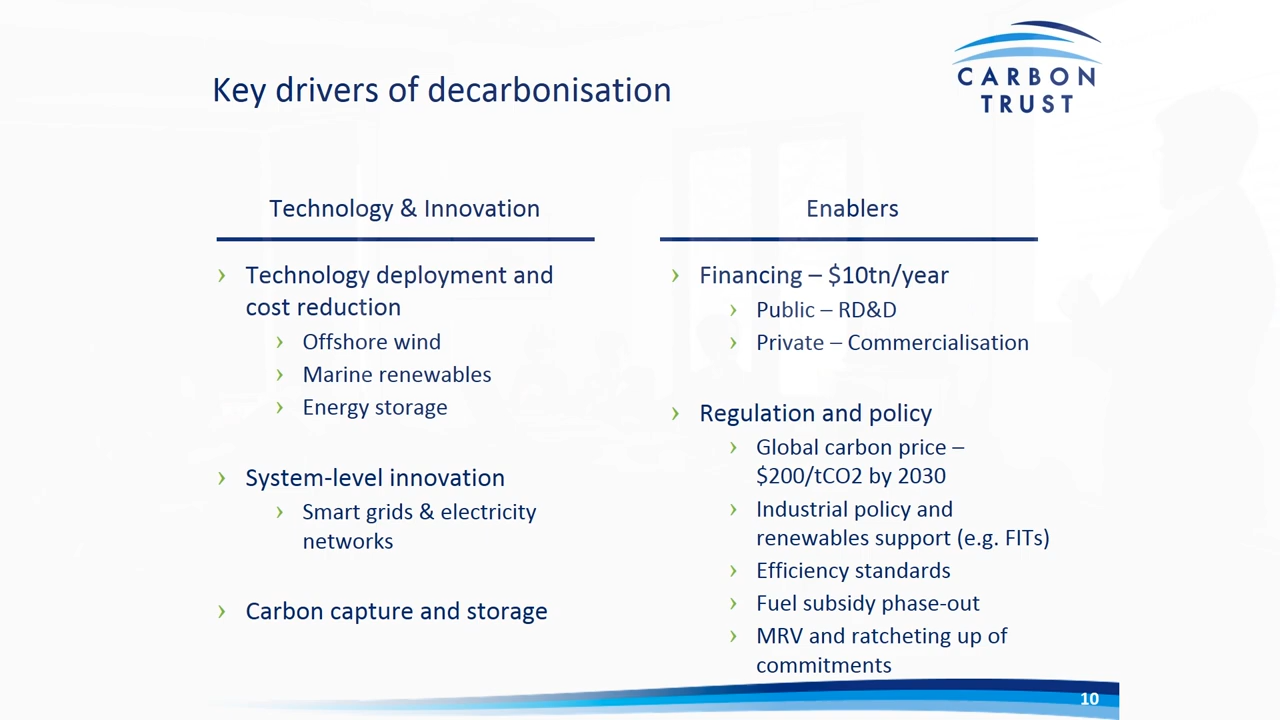 CARBON
TRUST
Key drivers of decarbonisation
Technology & Innovation
› Technology deployment and
cost reduction
› Offshore wind
› Marine renewables
› Energy storage
› System-level innovation
› Smart grids & electricity
networks
› Carbon capture and storage
Enablers
› Financing – $10tn/year
› Public – RD&D
› Private – Commercialisation
› Regulation and policy
› Global carbon price –
$200/tCO2 by 2030
› Industrial policy and
renewables support (e.g. FITs)
› Efficiency standards
› Fuel subsidy phase-out
› MRV and ratcheting up of
commitments
10